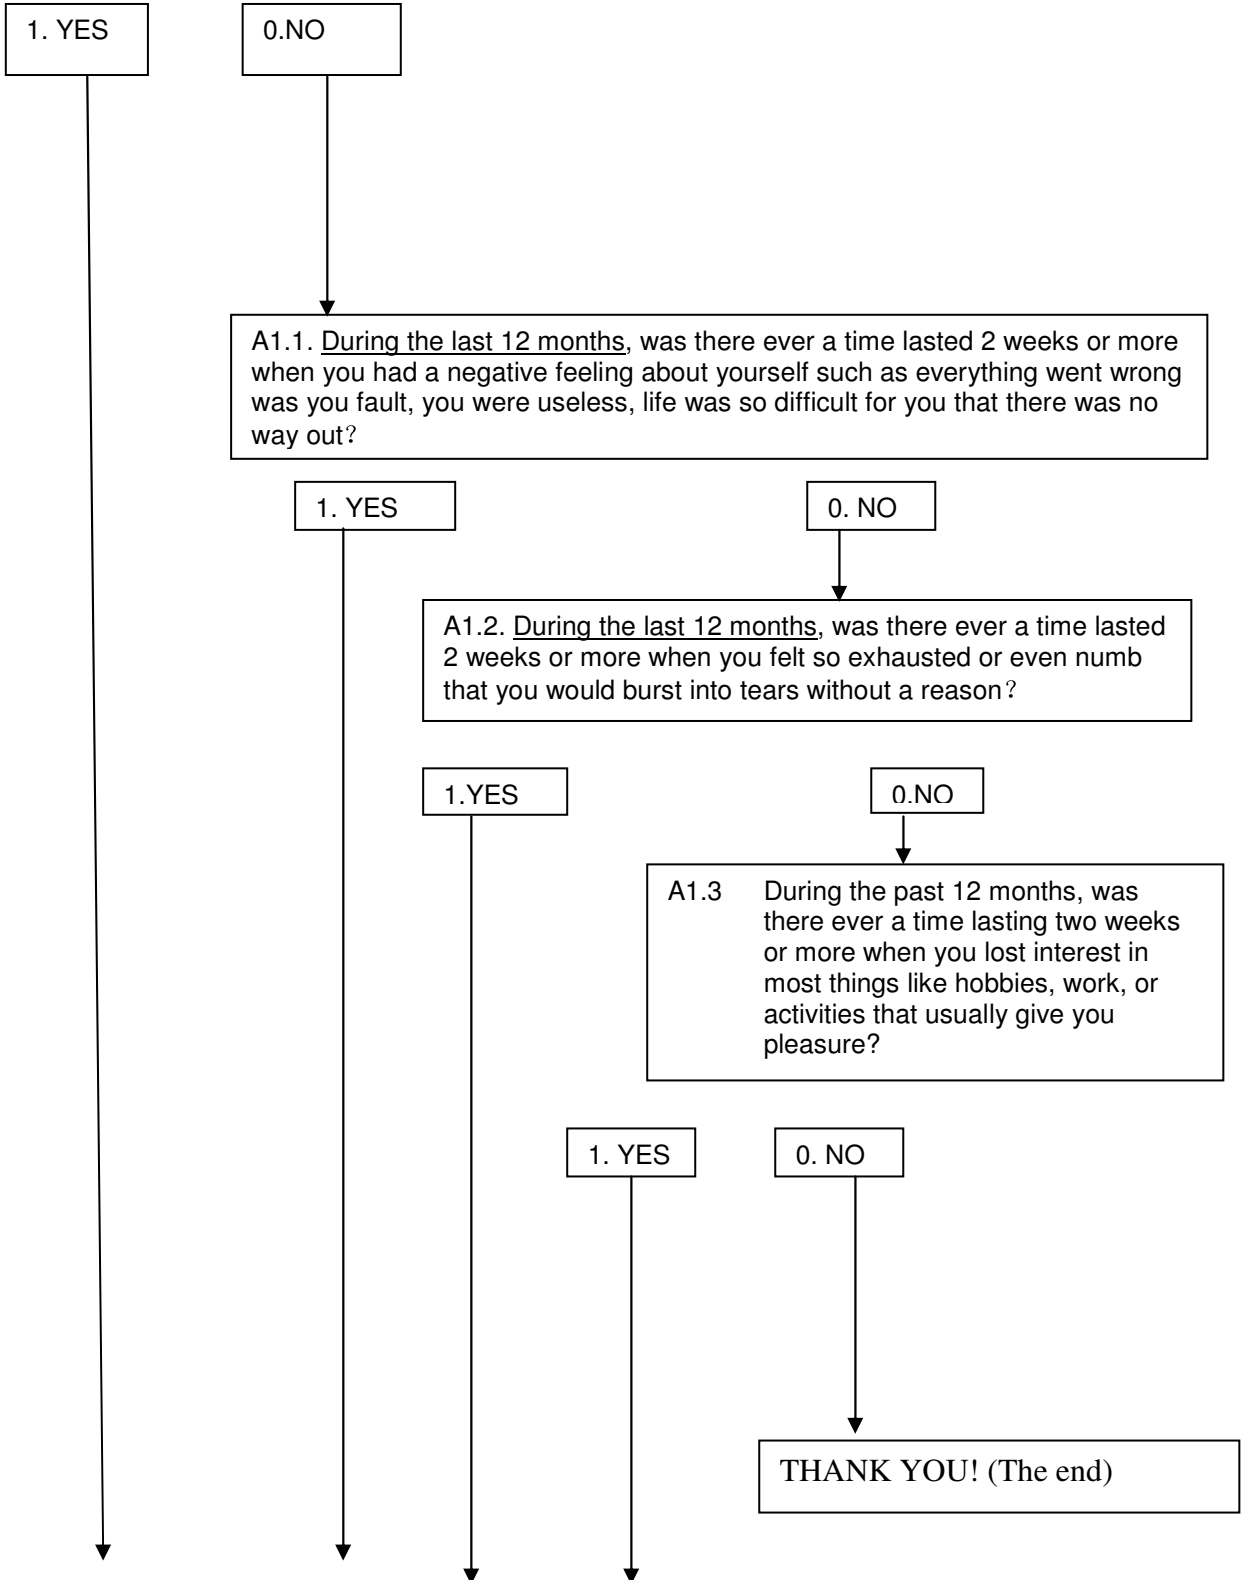 1. YES
0.NO
A1.1. During the last 12 months, was there ever a time lasted 2 weeks or more
when you had a negative feeling about yourself such as everything went wrong
was you fault, you were useless, life was so difficult for you that there was no
way out？
1. YES
0. NO
A1.2. During the last 12 months, was there ever a time lasted
2 weeks or more when you felt so exhausted or even numb
that you would burst into tears without a reason？
1.YES
0.NO
A1.3 During the past 12 months, was
there ever a time lasting two weeks
or more when you lost interest in
most things like hobbies, work, or
activities that usually give you
pleasure?
1. YES
0. NO
THANK YOU! (The end)